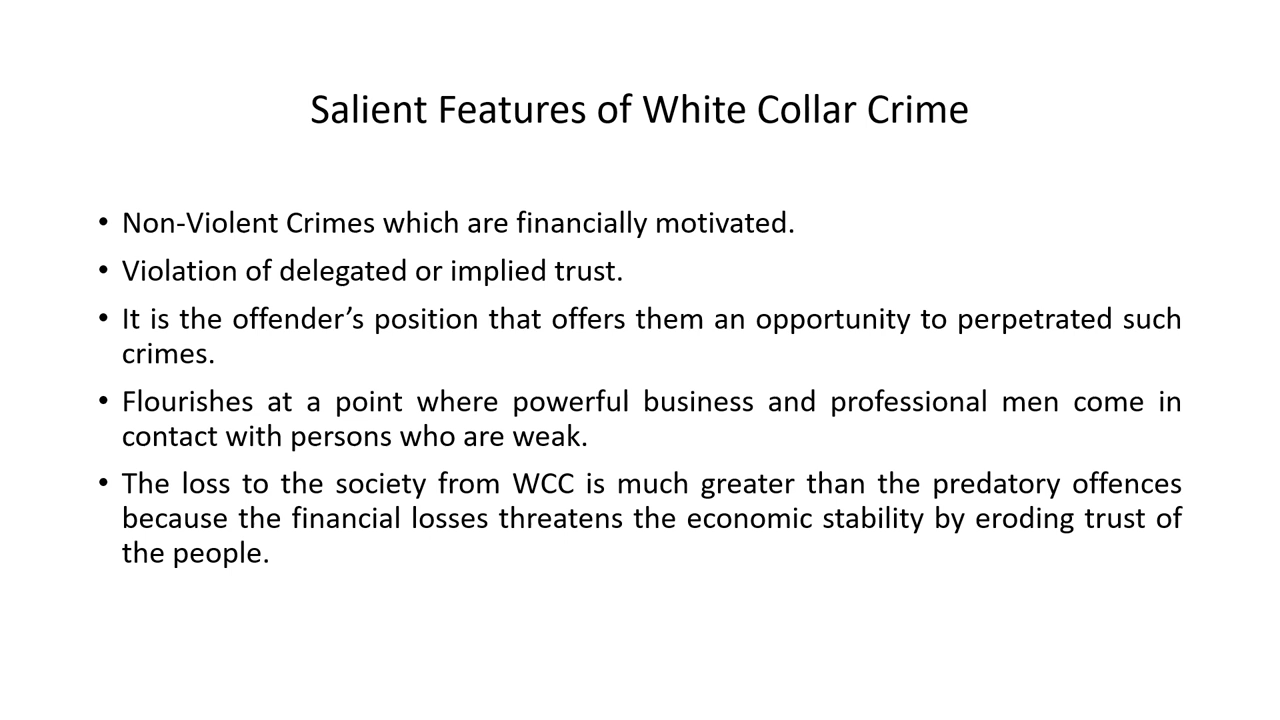 Salient Features of White Collar Crime
• Non-Violent Crimes which are financially motivated.
• Violation of delegated or implied trust.
• It is the offender’s position that offers them an opportunity to perpetrated such
crimes.
• Flourishes at a point where powerful business and professional men come in
contact with persons who are weak.
• The loss to the society from WCC is much greater than the predatory offences
because the financial losses threatens the economic stability by eroding trust of
the people.